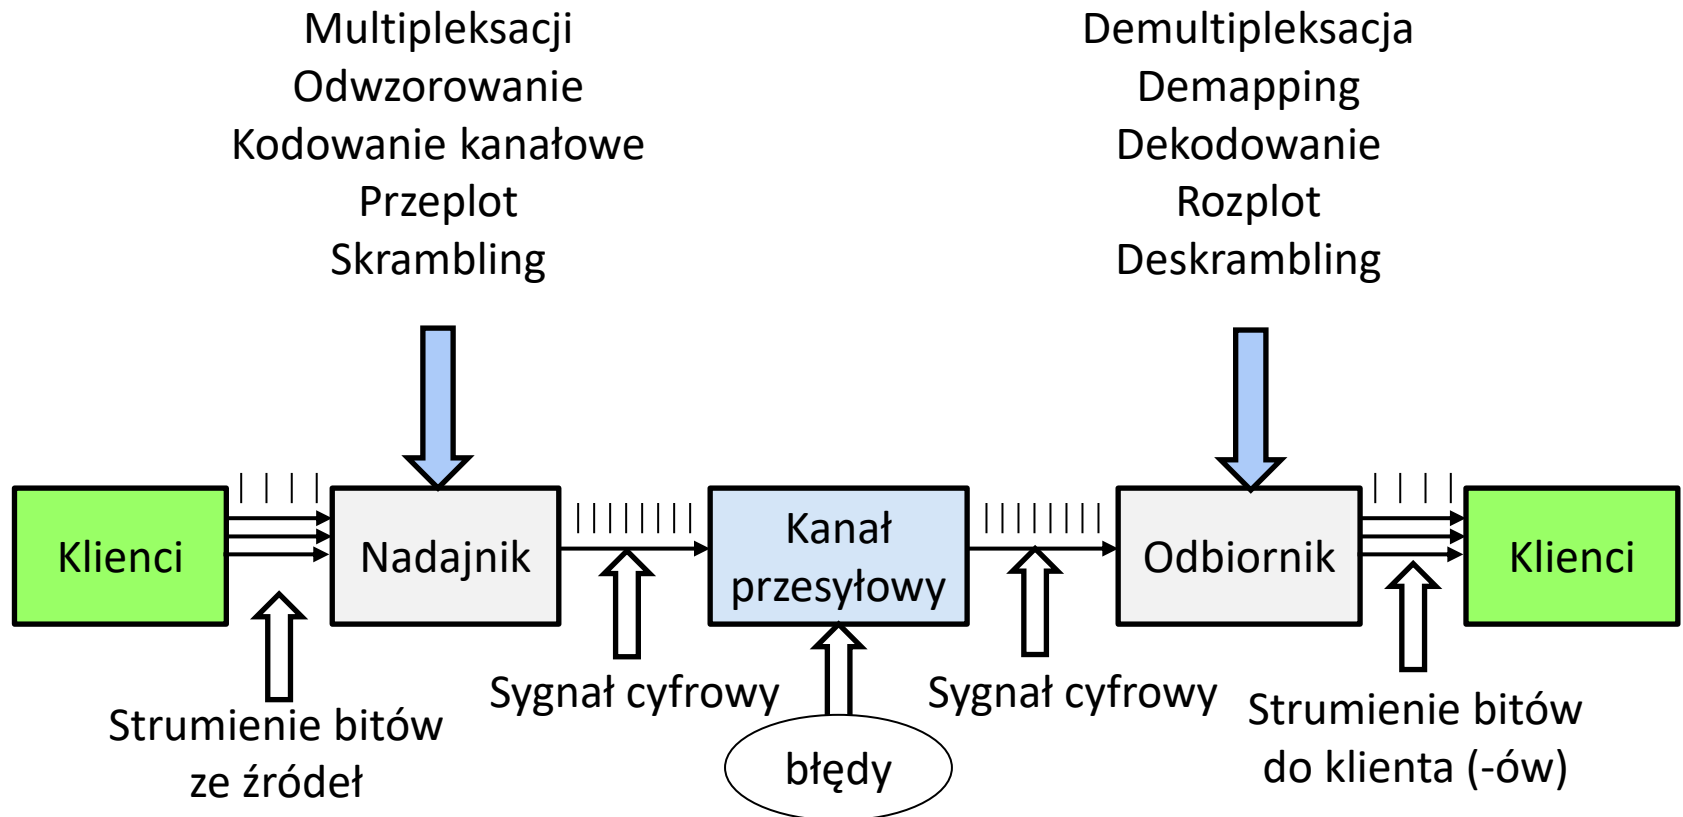 Multipleksacji
Odwzorowanie
Kodowanie kanałowe
Przeplot
Skrambling
Demultipleksacja
Demapping
Dekodowanie
Rozplot
Deskrambling
Klienci
Nadajnik
Kanał
przesyłowy
Odbiornik
Klienci
Strumienie bitów
ze źródeł
Sygnał cyfrowy
błędy
Sygnał cyfrowy
Strumienie bitów
do klienta (-ów)